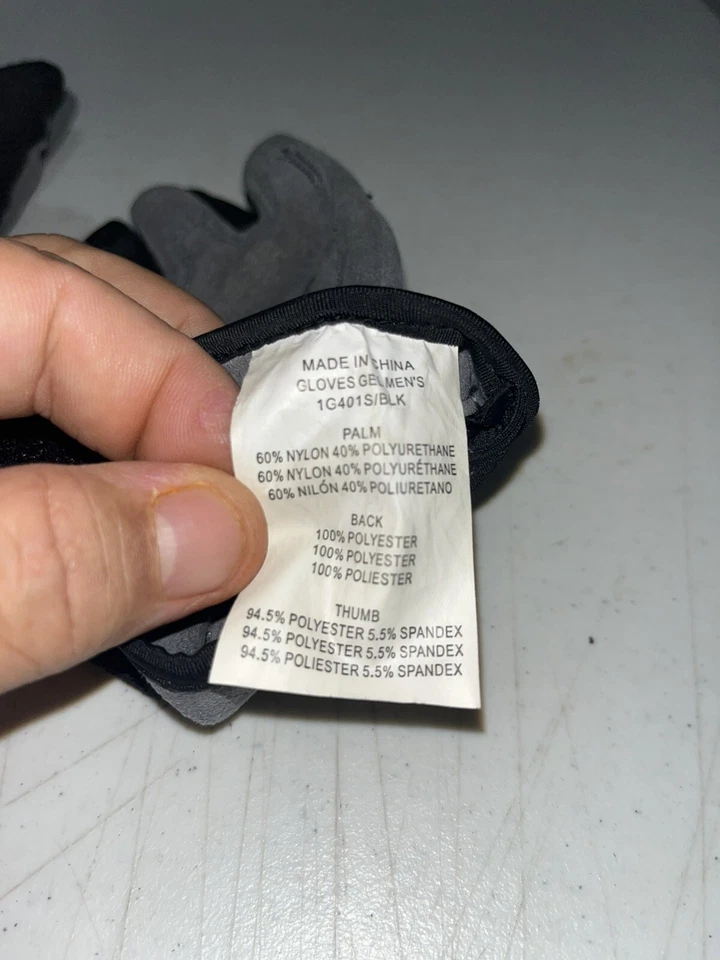 MADE IN CHINA
GLOVES GEL MEN'S
1G401S/BLK
PALM
60% NYLON 40% POLYURETHANE
60% NYLON 40% POLYURÉTHANE
60% NILÓN 40% POLIURETANO
BACK
100% POLYESTER
100% POLYESTER
100% POLIESTER
THUMB
94.5% POLYESTER 5.5% SPANDEX
94.5% POLYESTER 5.5% SPANDEX
94.5% POLIESTER 5.5% SPANDEX